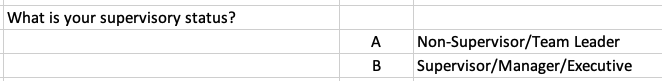 What is your supervisory status?
A Non-Supervisor/Team Leader
B Supervisor/Manager/Executive